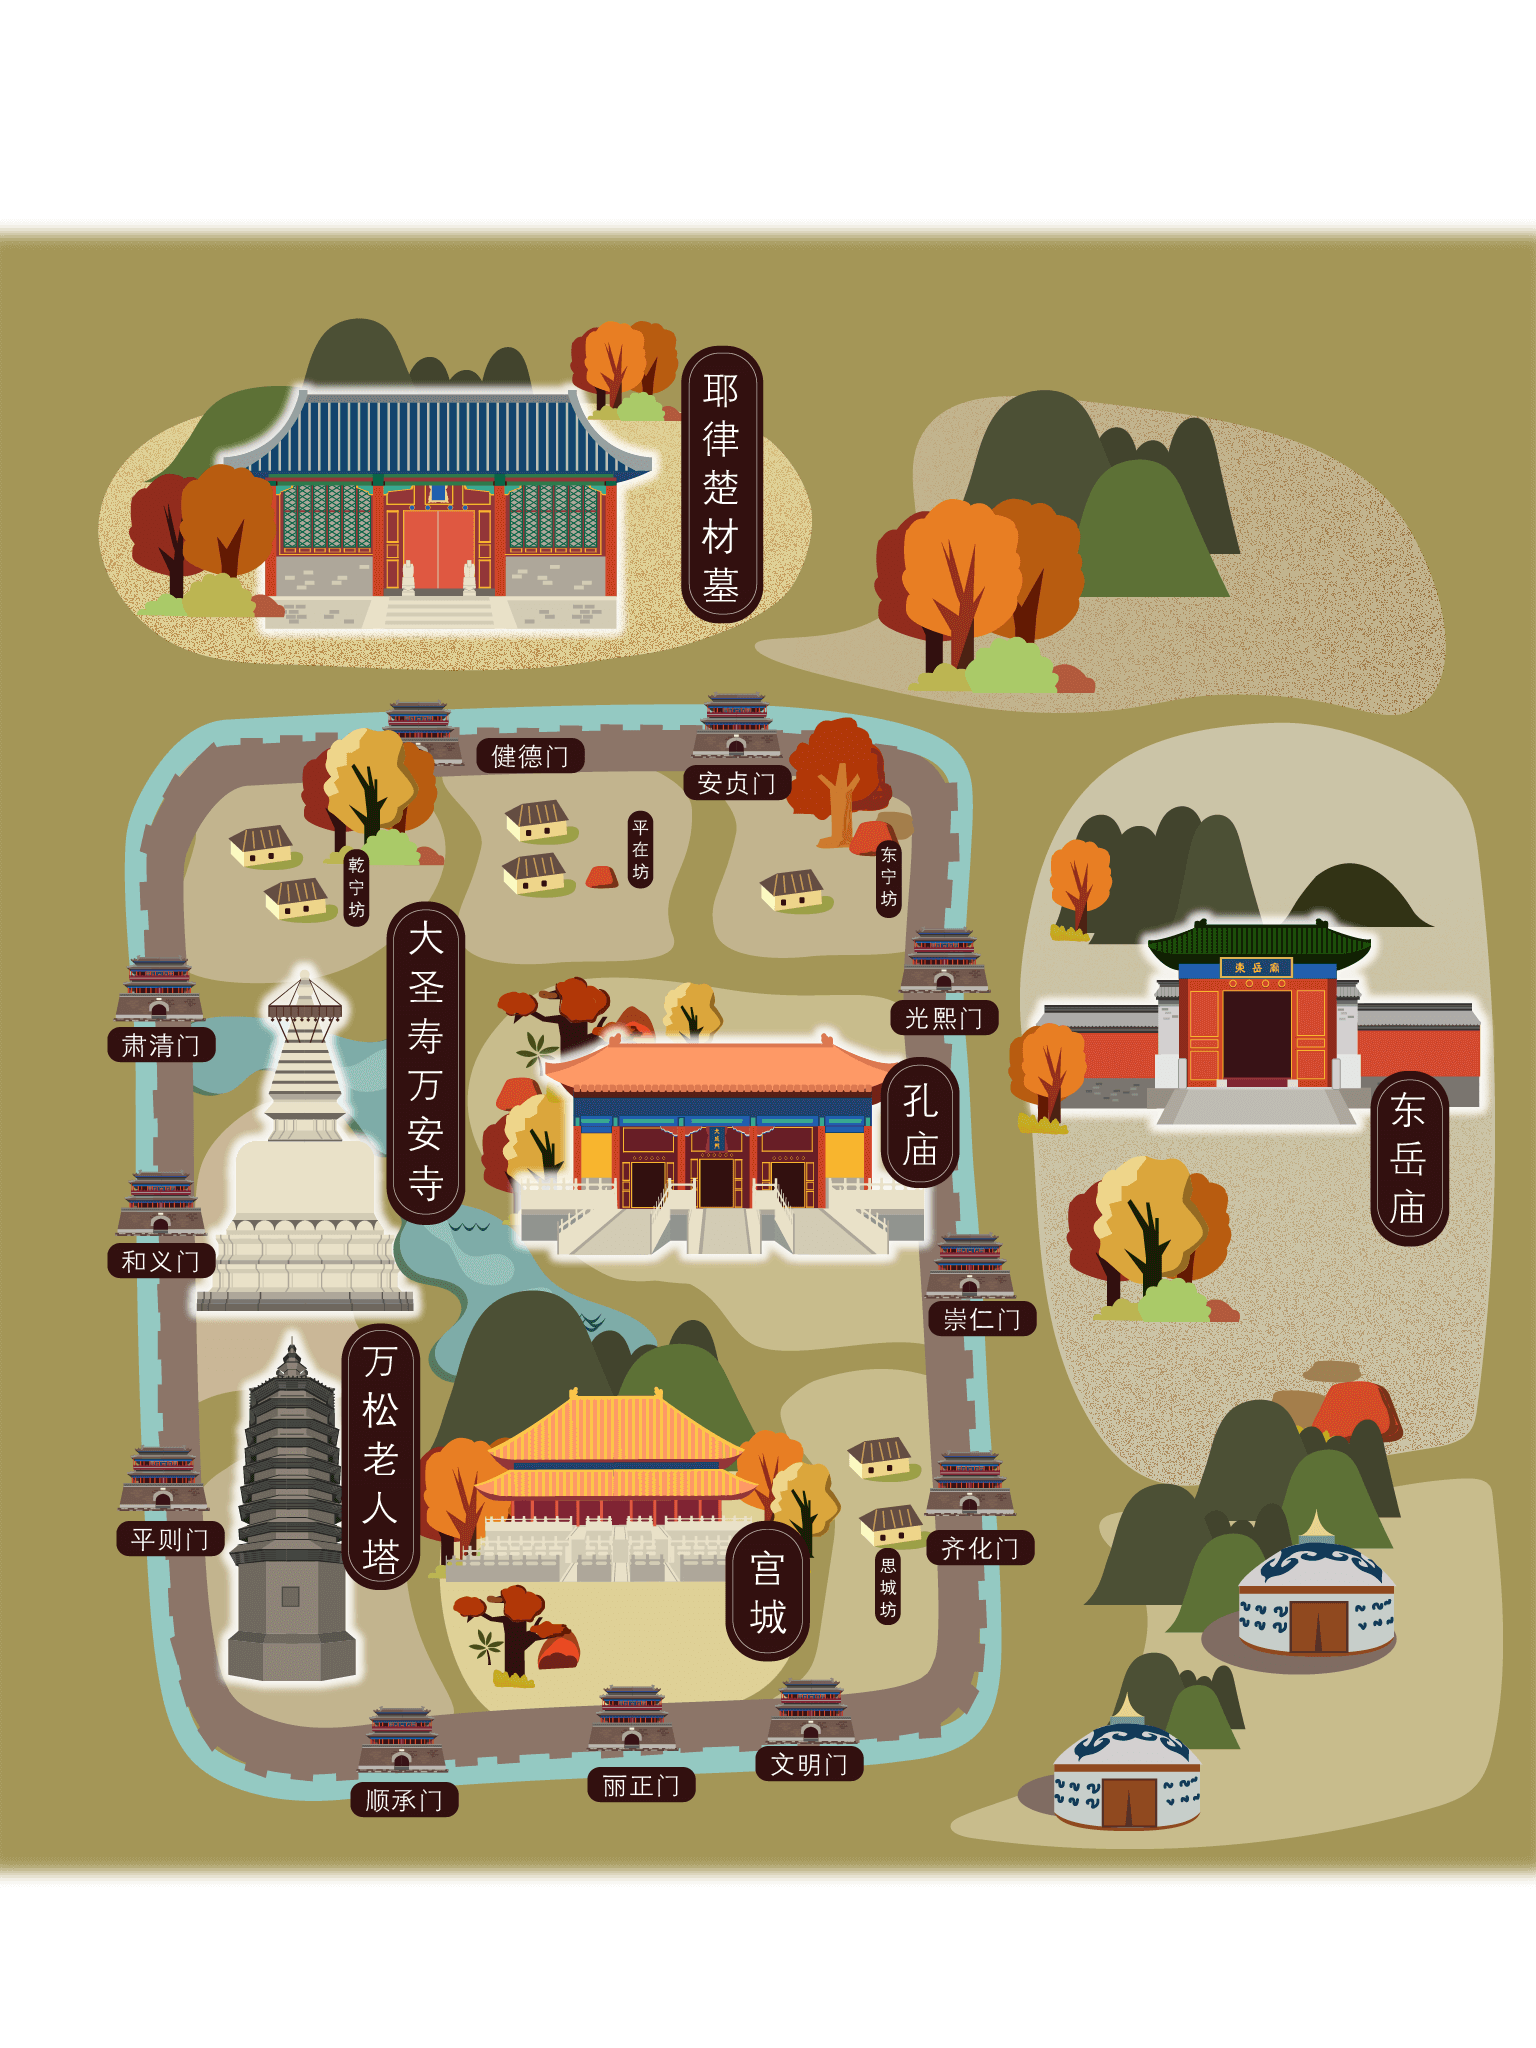 耶律楚材墓
健德门
安贞门
乾宁坊
平在坊
东宁坊
大圣寿万安寺
肃清门
光熙门
東岳廟
孔庙
大成門
东岳庙
和义门
崇仁门
万松老人塔
平则门
宫城
思城坊
齐化门
顺承门
丽正门
文明门